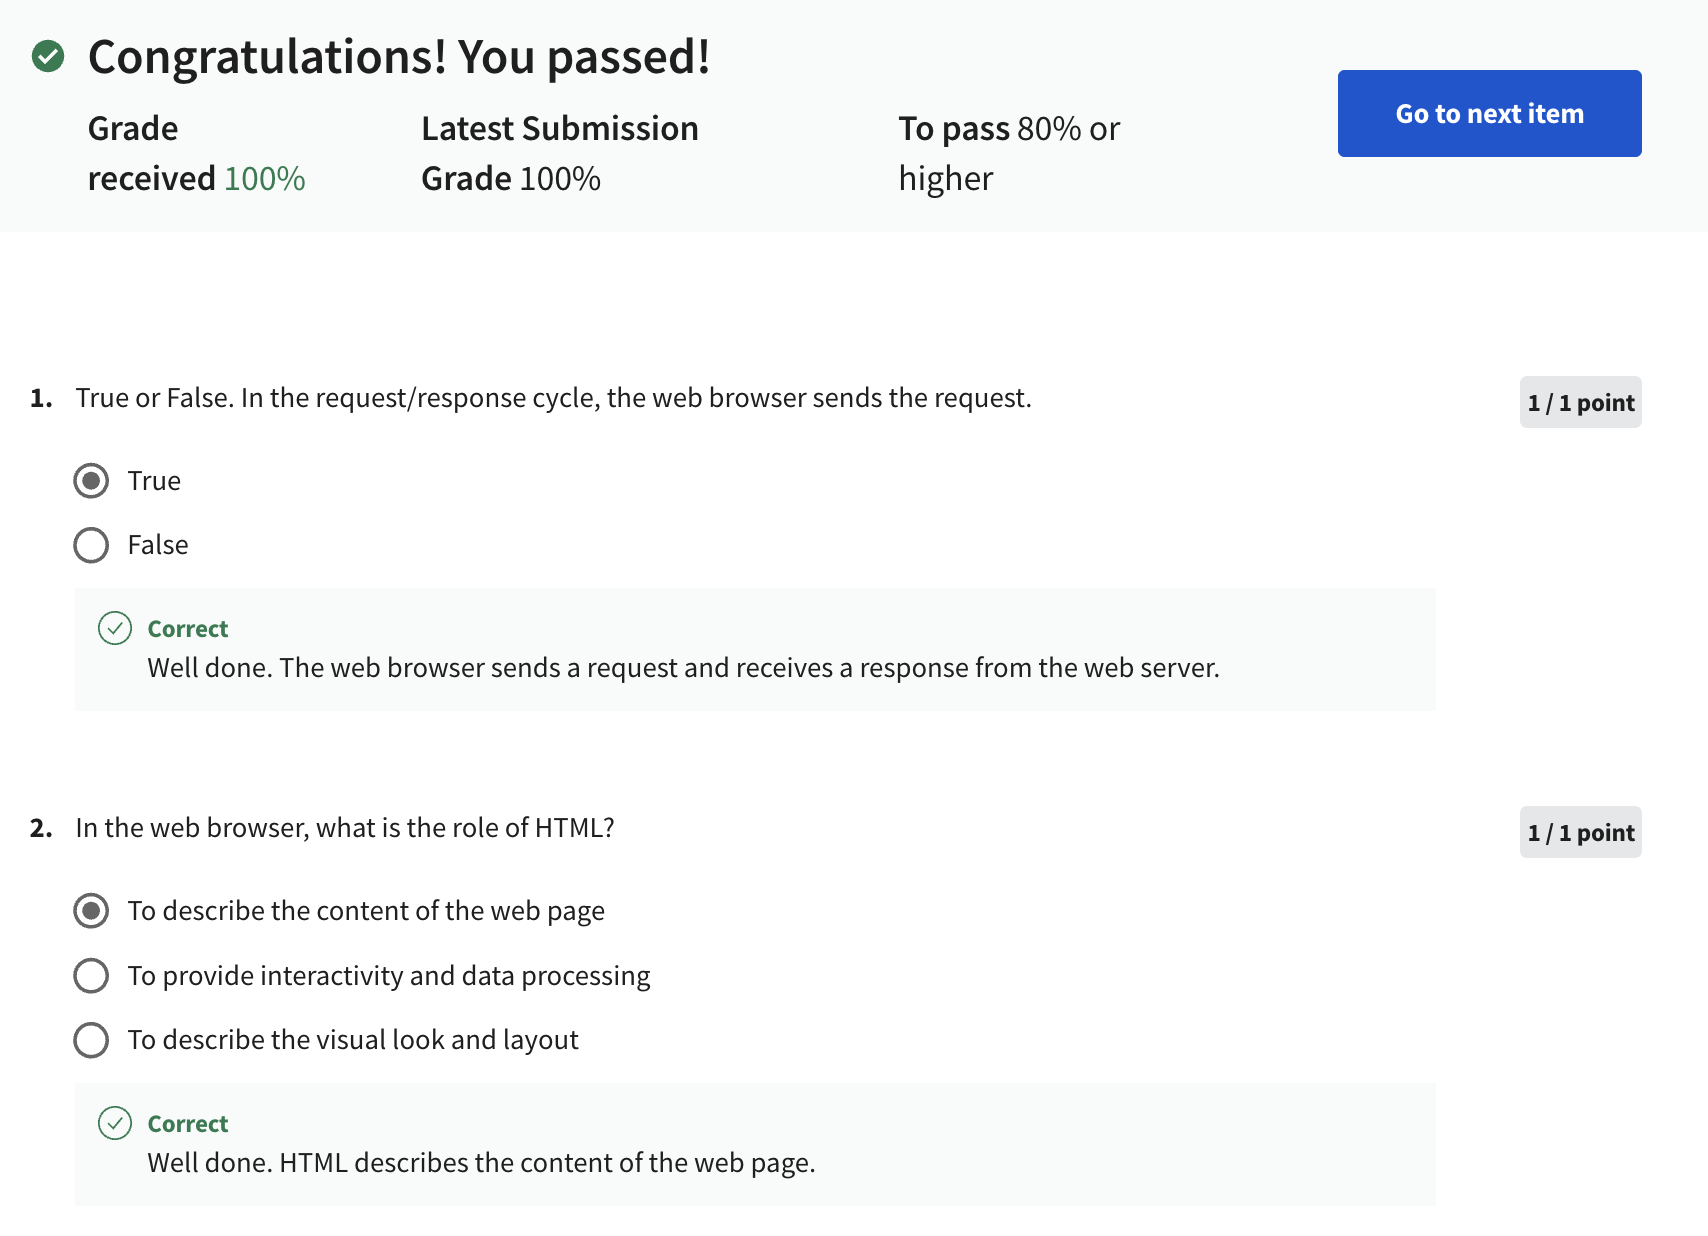 Congratulations! You passed!
Grade received 100%
Latest Submission Grade 100%
To pass 80% or higher
Go to next item
1. True or False. In the request/response cycle, the web browser sends the request.
1 / 1 point
True
False
Correct
Well done. The web browser sends a request and receives a response from the web server.
2. In the web browser, what is the role of HTML?
1 / 1 point
To describe the content of the web page
To provide interactivity and data processing
To describe the visual look and layout
Correct
Well done. HTML describes the content of the web page.